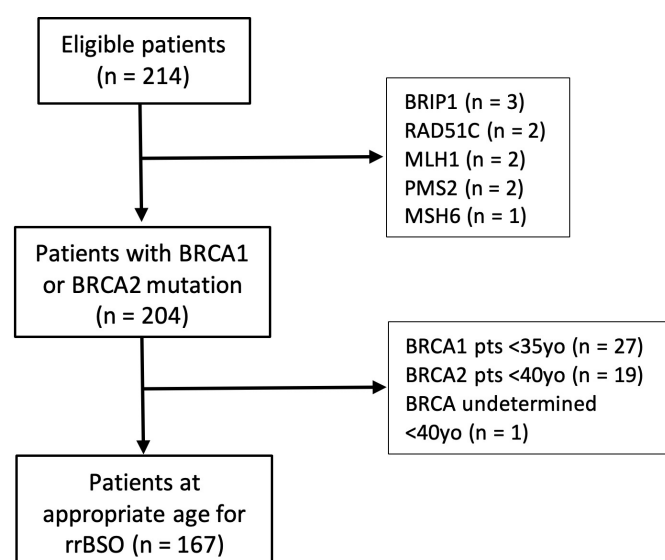 Eligible patients
(n = 214)
BRIP1 (n = 3)
RAD51C (n = 2)
MLH1 (n = 2)
PMS2 (n = 2)
MSH6 (n = 1)
Patients with BRCA1
or BRCA2 mutation
(n = 204)
BRCA1 pts <35yo (n = 27)
BRCA2 pts <40yo (n = 19)
BRCA undetermined
<40yo (n = 1)
Patients at
appropriate age for
rrBSO (n = 167)